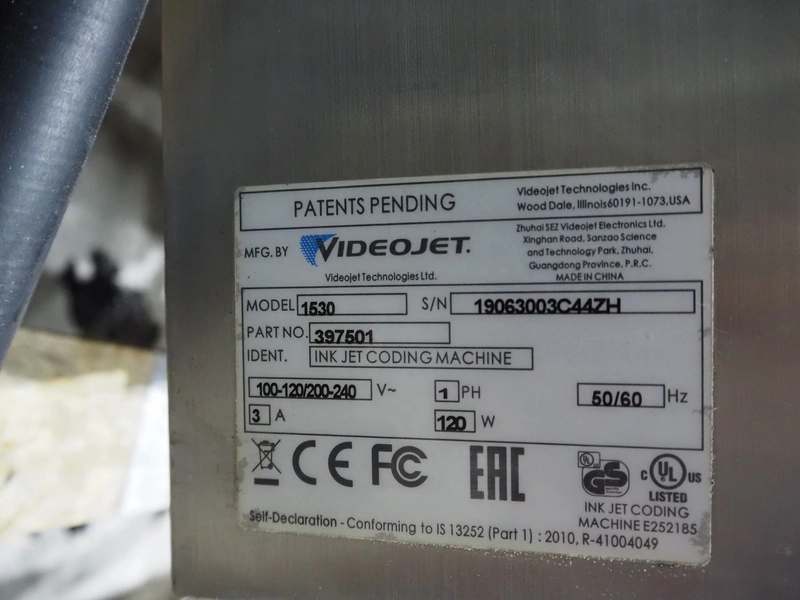 PATENTS PENDING
Videojet Technologies Inc.
Wood Dale, Illinois60191-1073,USA
MFG. BY VIDEOJET.
Videojet Technologies Ltd.
Zhuhai SEZ Videojet Electronics Ltd.
Xinghan Road, Sanzao Science
and Technology Park, Zhuhai,
Guangdong Province, P.R.C.
MADE IN CHINA
MODEL 1530 S/N 19063003C44ZH
PART NO. 397501
IDENT. INK JET CODING MACHINE
100-120/200-240 V~ 1 PH 50/60 Hz
3 A 120 W
CE FCC EAC
UL GS
c UL US
LISTED
INK JET CODING
MACHINE E252185
Self-Declaration - Conforming to IS 13252 (Part 1) : 2010, R-41004049